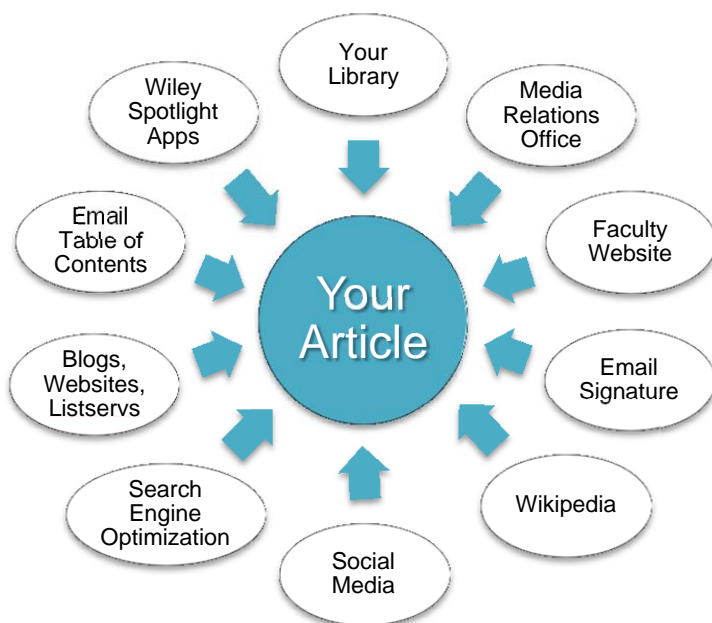 Your
Library
Media
Relations
Office
Faculty
Website
Email
Signature
Wikipedia
Social
Media
Search
Engine
Optimization
Blogs,
Websites,
Listservs
Email
Table of
Contents
Wiley
Spotlight
Apps
Your
Article